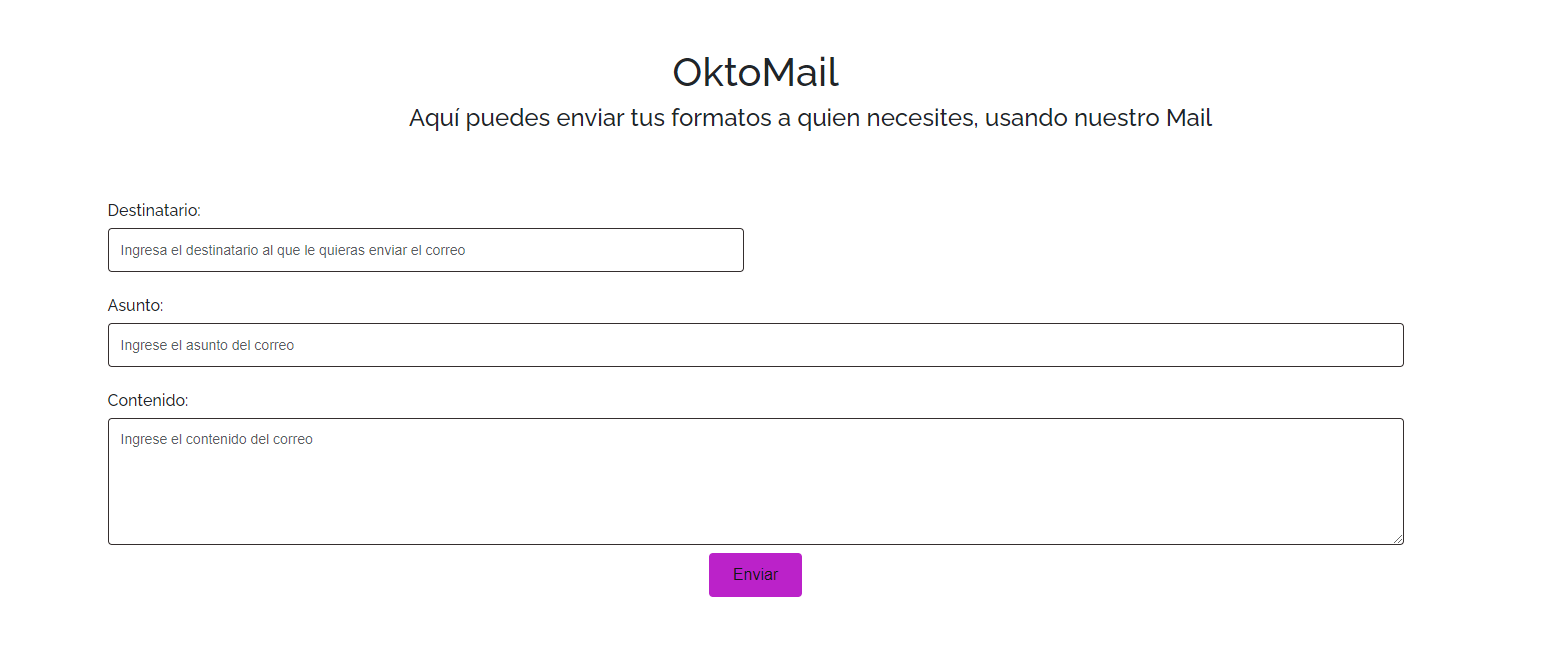 OktoMail
Aquí puedes enviar tus formatos a quien necesites, usando nuestro Mail
Destinatario:
Ingresa el destinatario al que le quieras enviar el correo
Asunto:
Ingrese el asunto del correo
Contenido:
Ingrese el contenido del correo
Enviar